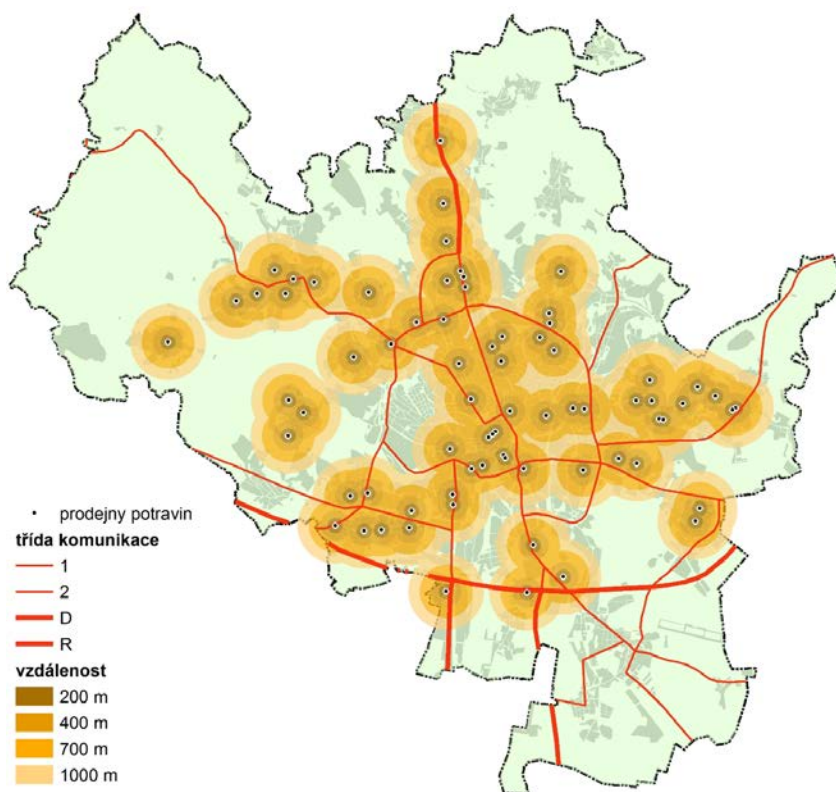 prodejny potravin
třída komunikace
1
2
D
R
vzdálenost
200 m
400 m
700 m
1000 m